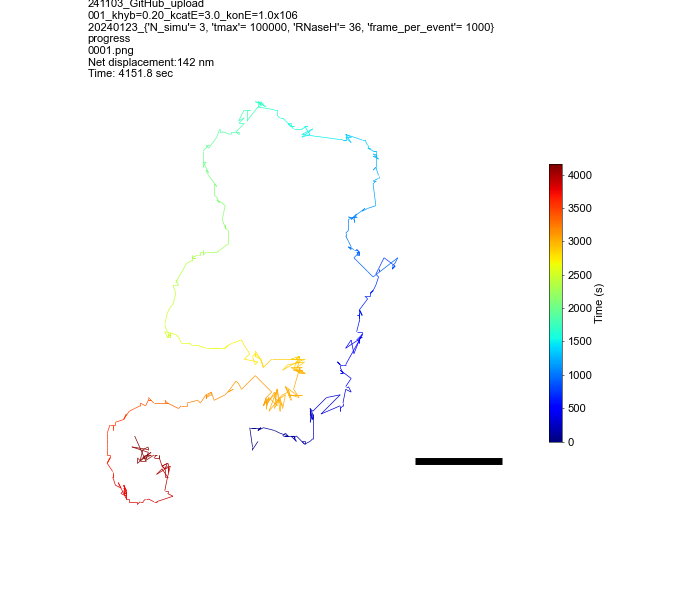 241103_GitHub_upload
001_khyb=0.20_kcatE=3.0_konE=1.0x106
20240123_{'N_simu'= 3, 'tmax'= 100000, 'RNaseH'= 36, 'frame_per_event'= 1000}
progress
0001.png
Net displacement:142 nm
Time: 4151.8 sec
4000
3500
3000
2500
2000
1500
1000
500
0
Time (s)